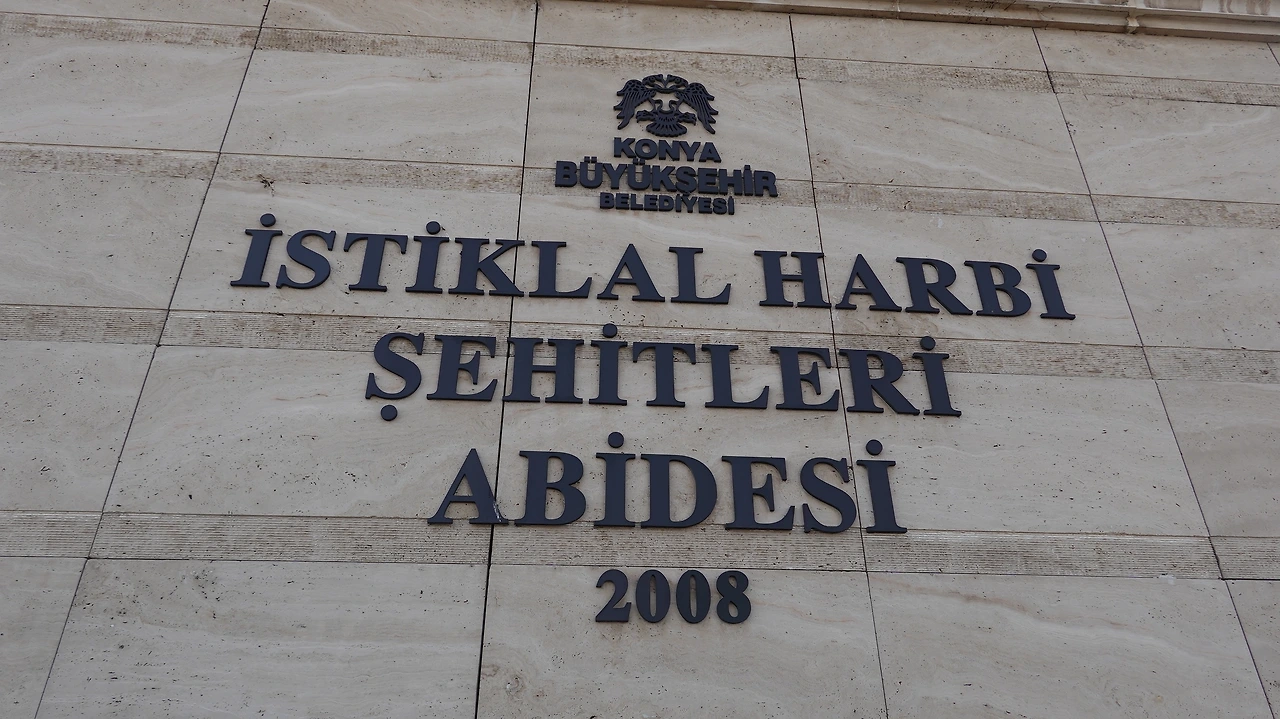 KONYA
BÜYÜKŞEHİR
BELEDİYESİ
İSTİKLAL HARBİ
ŞEHİTLERİ
ABİDESİ
2008